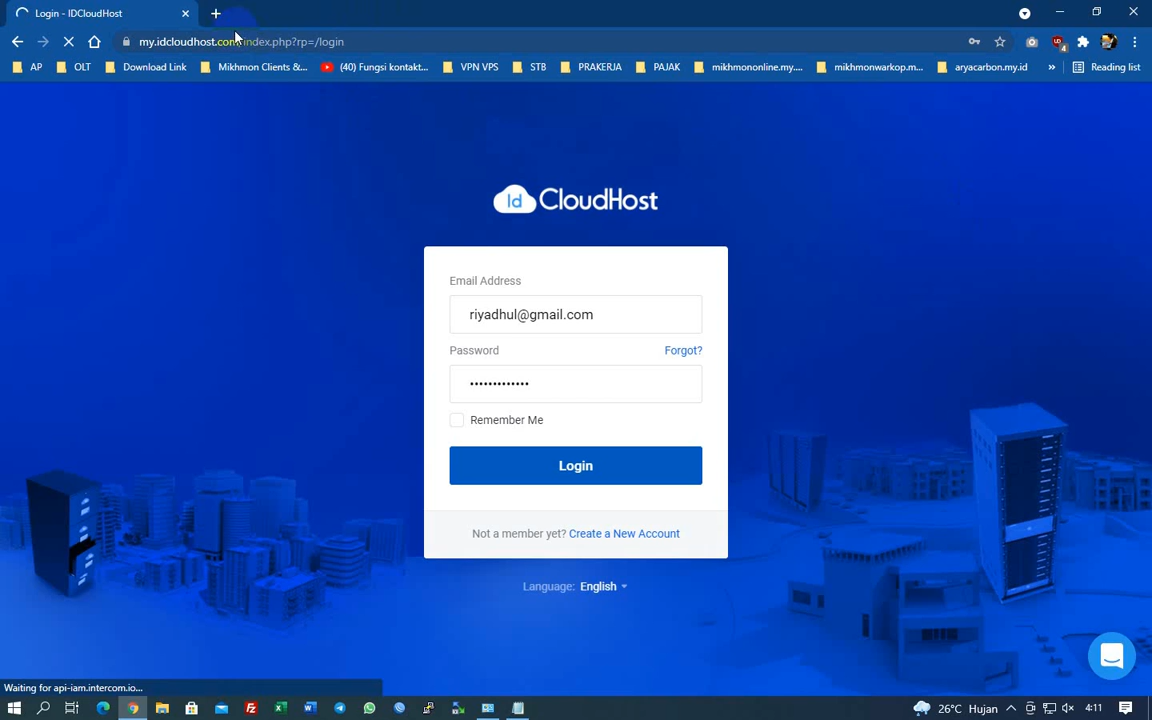 Login - IDCloudHost
my.idcloudhost.com/index.php?rp=/login
AP OLT Download Link Mikhmon Clients &... (40) Fungsi kontakt... VPN VPS STB PRAKERJA PAJAK mikhmononline.my.... mikhmonwarkop.m... aryacarbon.my.id » Reading list
Id CloudHost
Email Address
riyadhul@gmail.com
Password Forgot?
•••••••••••••
Remember Me
Login
Not a member yet? Create a New Account
Language: English
Waiting for api-iam.intercom.io...
26°C Hujan 4:11